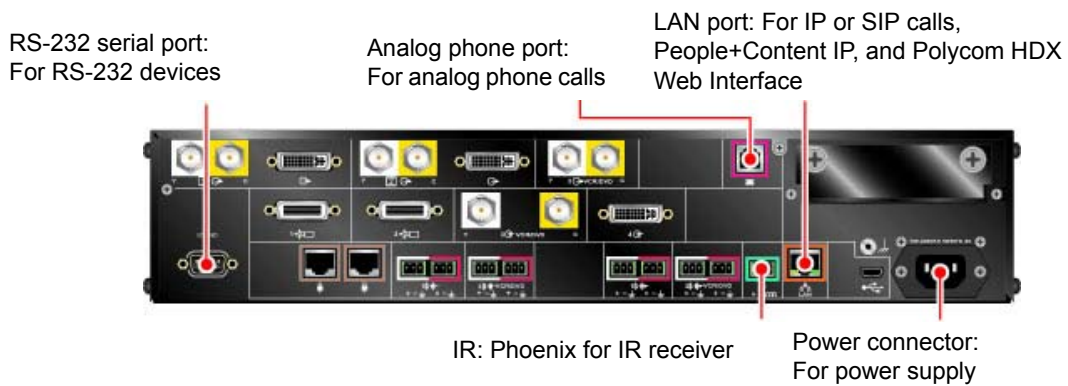 LAN port: For IP or SIP calls,
People+Content IP, and Polycom HDX
Web Interface
RS-232 serial port:
For RS-232 devices
Analog phone port:
For analog phone calls
LAN
IR: Phoenix for IR receiver
Power connector:
For power supply